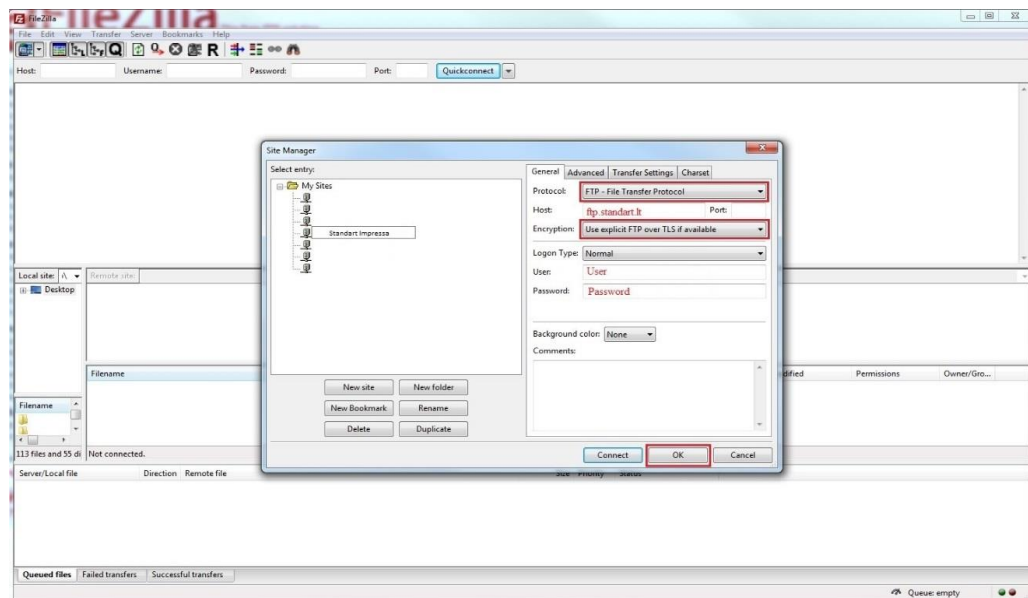 FileZilla
File Edit View Transfer Server Bookmarks Help
Host: Username: Password: Port: Quickconnect
Site Manager
Select entry:
My Sites
Standart Impressa
New site New folder
New Bookmark Rename
Delete Duplicate
General Advanced Transfer Settings Charset
Protocol: FTP - File Transfer Protocol
Host: ftp.standart.lt Port:
Encryption: Use explicit FTP over TLS if available
Logon Type: Normal
User: User
Password: Password
Background color: None
Comments:
Connect OK Cancel
Local site: \ Remote site:
Desktop
Filename
Filename
113 files and 55 di
Not connected.
Permissions Owner/Gro...
Server/Local file Direction Remote file Size Priority Status
Queued files Failed transfers Successful transfers
Queue: empty